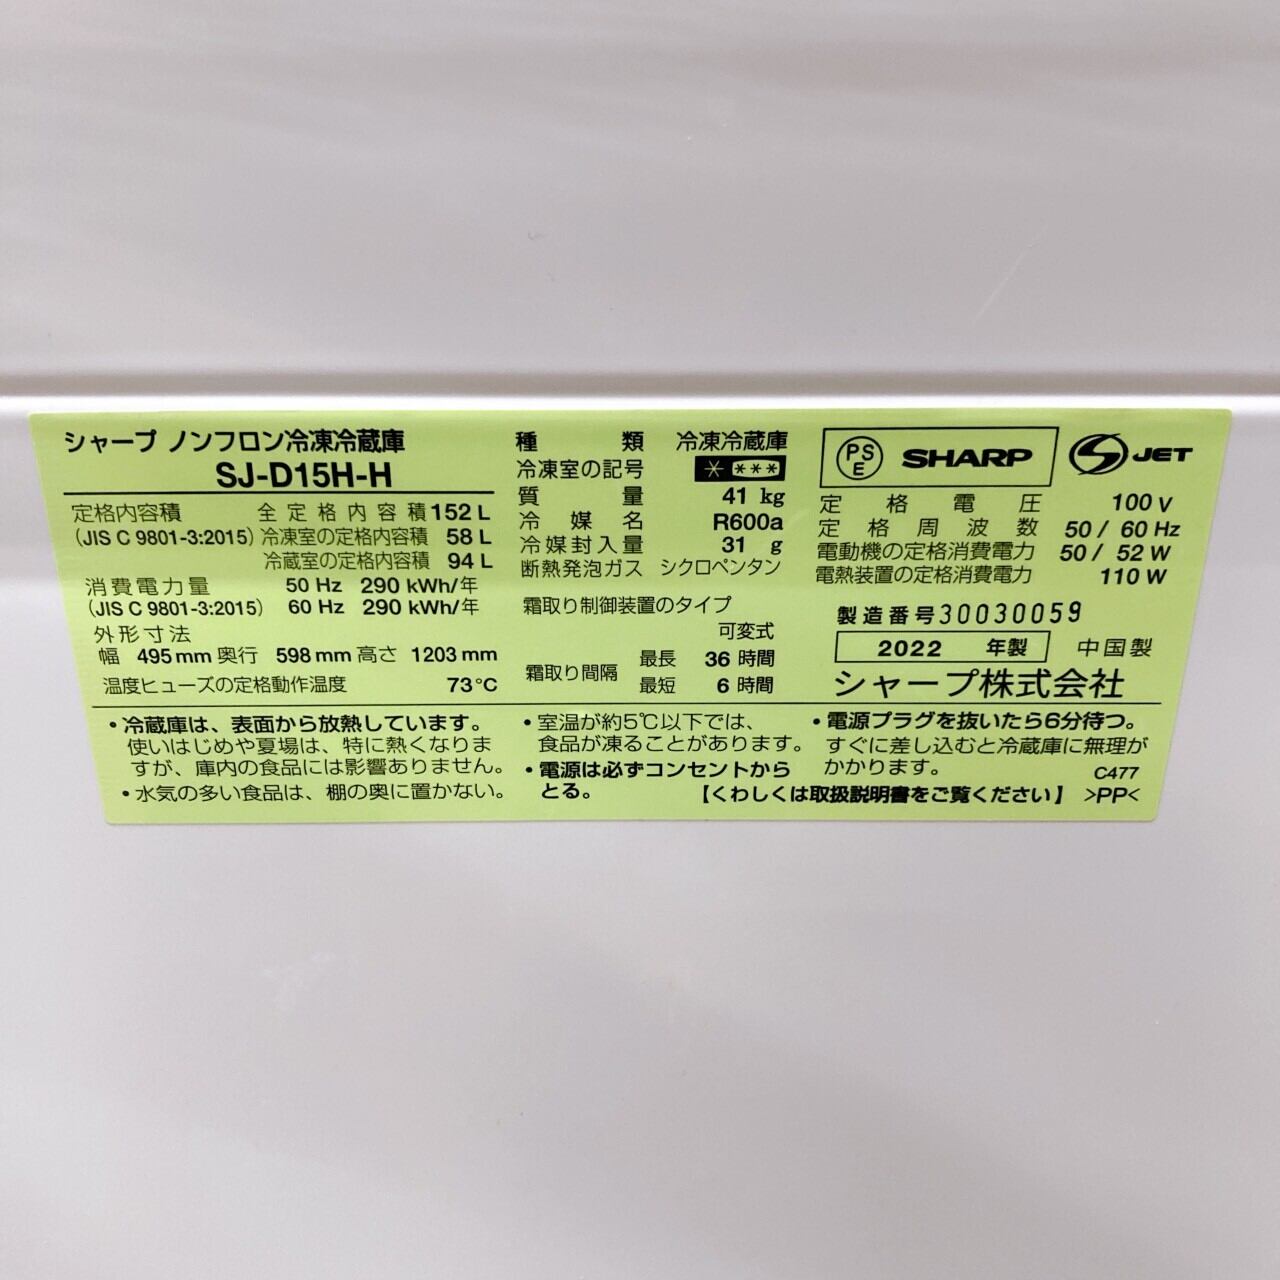 シャープ ノンフロン冷凍冷蔵庫
SJ-D15H-H
定格内容積 全定格内容積 152 L
(JIS C 9801-3:2015) 冷凍室の定格内容積 58 L
冷蔵室の定格内容積 94 L
消費電力量 50 Hz 290 kWh/年
(JIS C 9801-3:2015) 60 Hz 290 kWh/年
外形寸法
幅 495 mm 奥行 598 mm 高さ 1203 mm
温度ヒューズの定格動作温度 73℃
種類 冷凍冷蔵庫
冷凍室の記号 * ***
質量 41 kg
冷媒名 R600a
冷媒封入量 31 g
断熱発泡ガス シクロペンタン
霜取り制御装置のタイプ
可変式
霜取り間隔 最長 36 時間
最短 6 時間
PSE SHARP S JET
定格電圧 100 V
定格周波数 50 / 60 Hz
電動機の定格消費電力 50 / 52 W
電熱装置の定格消費電力 110 W
製造番号 30030059
2022 年製 中国製
シャープ株式会社
・冷蔵庫は、表面から放熱しています。
使いはじめや夏場は、特に熱くなりま
すが、庫内の食品には影響ありません。
・水気の多い食品は、棚の奥に置かない。
・室温が約5℃以下では、
食品が凍ることがあります。
・電源は必ずコンセントから
とる。
・電源プラグを抜いたら6分待つ。
すぐに差し込むと冷蔵庫に無理が
かかります。 C477
【くわしくは取扱説明書をご覧ください】 >PP<